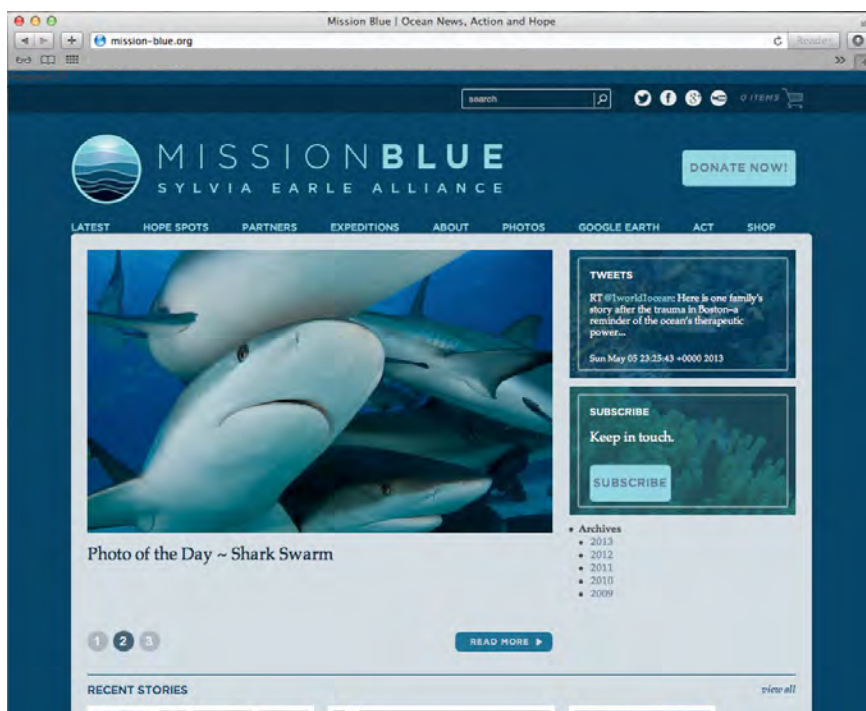 Mission Blue | Ocean News, Action and Hope
mission-blue.org
Reader
search
0 ITEMS
MISSIONBLUE
SYLVIA EARLE ALLIANCE
DONATE NOW!
LATEST HOPE SPOTS PARTNERS EXPEDITIONS ABOUT PHOTOS GOOGLE EARTH ACT SHOP
TWEETS
RT @1world1ocean: Here is one family's
story after the trauma in Boston–a
reminder of the ocean's therapeutic
power...
Sun May 05 23:25:43 +0000 2013
SUBSCRIBE
Keep in touch.
SUBSCRIBE
Archives
2013
2012
2011
2010
2009
Photo of the Day ~ Shark Swarm
1 2 3
READ MORE
RECENT STORIES
view all